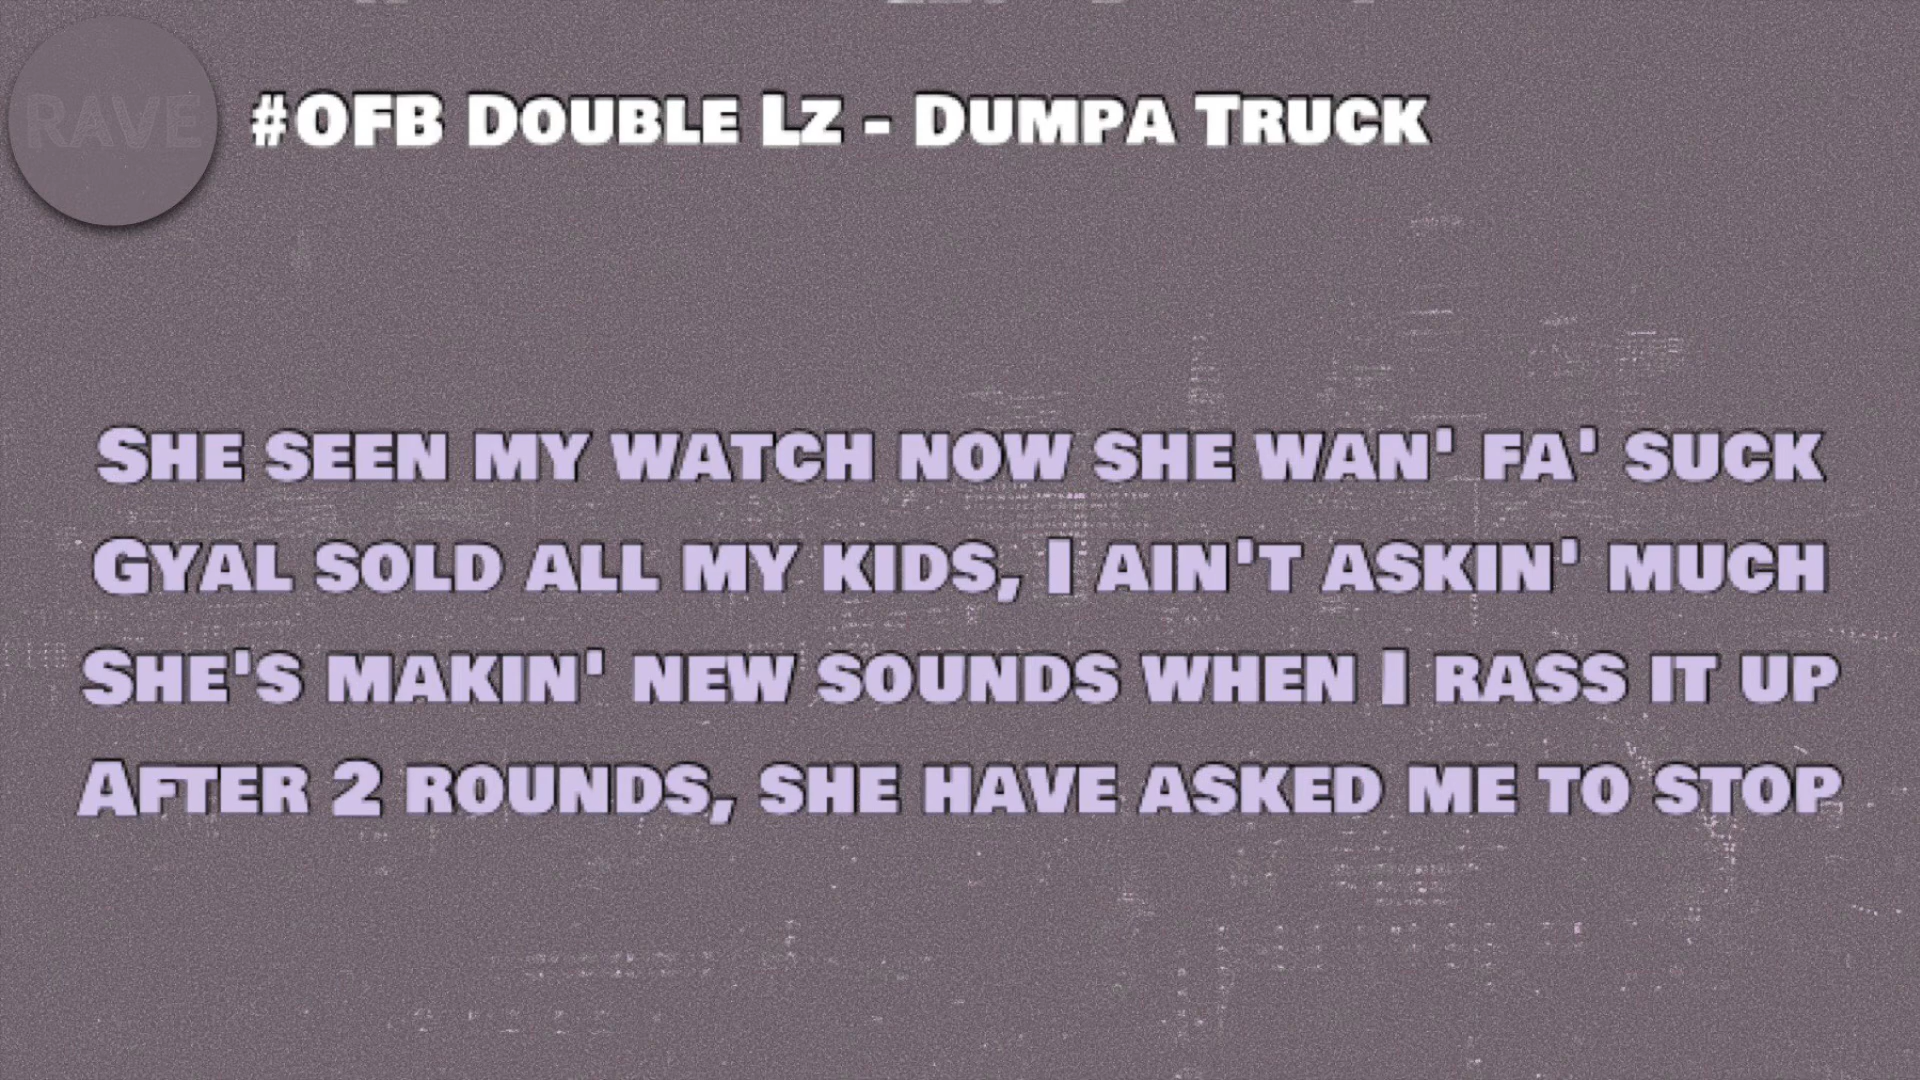 RAVE
#OFB Double Lz - Dumpa Truck
She seen my watch now she wan' fa' suck
Gyal sold all my kids, I ain't askin' much
She's makin' new sounds when I rass it up
After 2 rounds, she have asked me to stop